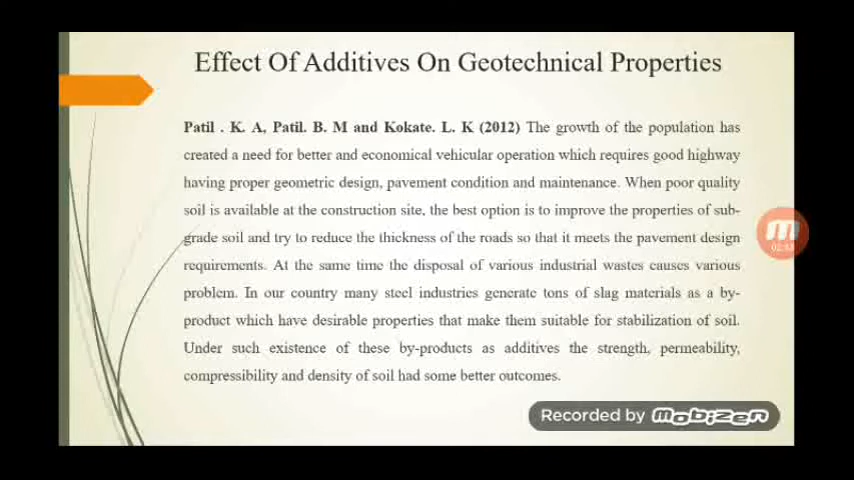 Effect Of Additives On Geotechnical Properties
Patil . K. A, Patil. B. M and Kokate. L. K (2012) The growth of the population has
created a need for better and economical vehicular operation which requires good highway
having proper geometric design, pavement condition and maintenance. When poor quality
soil is available at the construction site, the best option is to improve the properties of sub-
grade soil and try to reduce the thickness of the roads so that it meets the pavement design
requirements. At the same time the disposal of various industrial wastes causes various
problem. In our country many steel industries generate tons of slag materials as a by-
product which have desirable properties that make them suitable for stabilization of soil.
Under such existence of these by-products as additives the strength, permeability,
compressibility and density of soil had some better outcomes.
Recorded by mobizen